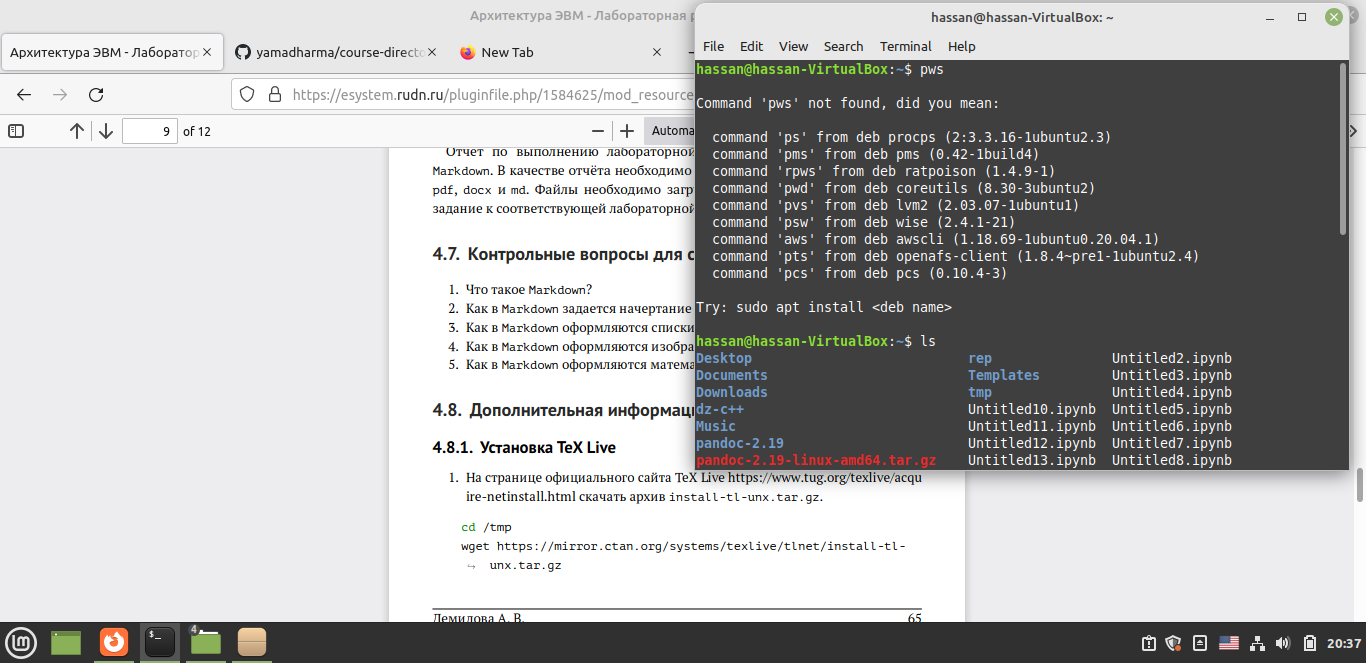 Архитектура ЭВМ - Лабораторная
hassan@hassan-VirtualBox: ~
Архитектура ЭВМ - Лаборатор
yamadharma/course-directo
New Tab
File Edit View Search Terminal Help
https://esystem.rudn.ru/pluginfile.php/1584625/mod_resource
9 of 12
Automa
Отчет по выполнению лабораторной
Markdown. В качестве отчёта необходимо
pdf, docx и md. Файлы необходимо загр
задание к соответствующей лабораторной
4.7. Контрольные вопросы для с
1. Что такое Markdown?
2. Как в Markdown задается начертание
3. Как в Markdown оформляются списки
4. Как в Markdown оформляются изобра
5. Как в Markdown оформляются матема
4.8. Дополнительная информаци
4.8.1. Установка TeX Live
1. На странице официального сайта TeX Live https://www.tug.org/texlive/acqu
ire-netinstall.html скачать архив install-tl-unx.tar.gz.
cd /tmp
wget https://mirror.ctan.org/systems/texlive/tlnet/install-tl-
↪ unx.tar.gz
Демидова А. В. 65
hassan@hassan-VirtualBox:~$ pws
Command 'pws' not found, did you mean:
command 'ps' from deb procps (2:3.3.16-1ubuntu2.3)
command 'pms' from deb pms (0.42-1build4)
command 'rpws' from deb ratpoison (1.4.9-1)
command 'pwd' from deb coreutils (8.30-3ubuntu2)
command 'pvs' from deb lvm2 (2.03.07-1ubuntu1)
command 'psw' from deb wise (2.4.1-21)
command 'aws' from deb awscli (1.18.69-1ubuntu0.20.04.1)
command 'pts' from deb openafs-client (1.8.4~pre1-1ubuntu2.4)
command 'pcs' from deb pcs (0.10.4-3)
Try: sudo apt install <deb name>
hassan@hassan-VirtualBox:~$ ls
Desktop rep Untitled2.ipynb
Documents Templates Untitled3.ipynb
Downloads tmp Untitled4.ipynb
dz-c++ Untitled10.ipynb Untitled5.ipynb
Music Untitled11.ipynb Untitled6.ipynb
pandoc-2.19 Untitled12.ipynb Untitled7.ipynb
pandoc-2.19-linux-amd64.tar.gz Untitled13.ipynb Untitled8.ipynb
4
20:37